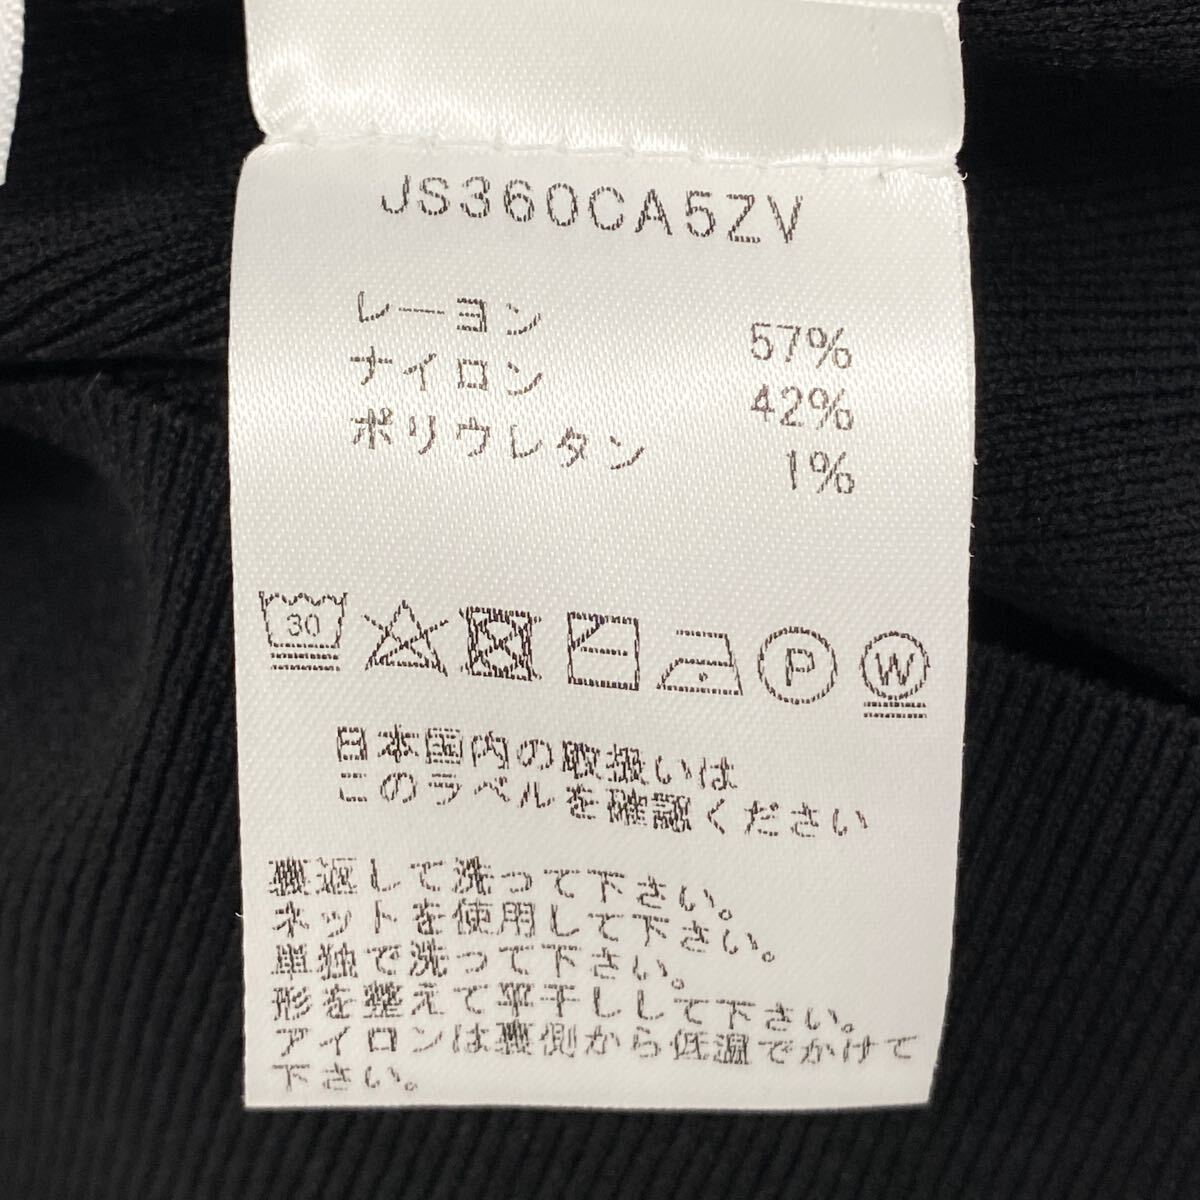 JS360CA5ZV
レーヨン 57%
ナイロン 42%
ポリウレタン 1%
30 P W
日本国内の取扱いは
このラベルを確認ください
裏返して洗って下さい。
ネットを使用して下さい。
単独で洗って下さい。
形を整えて平干しして下さい。
アイロンは裏側から低温でかけて
下さい。